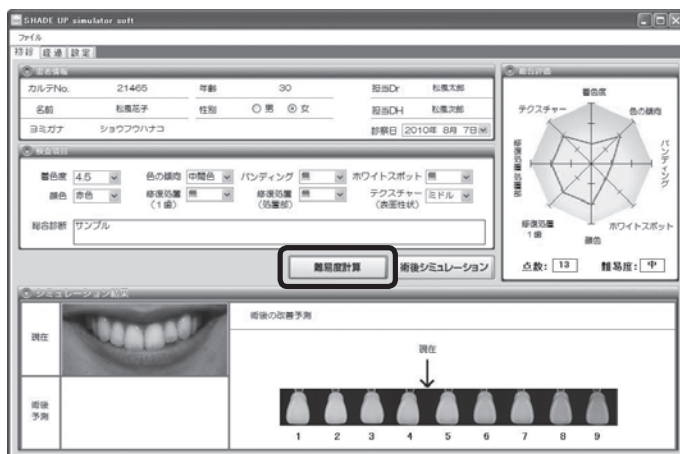 SHADE UP simulator soft
ファイル
初診 経過 設定
患者情報
カルテNo. 21465 年齢 30 担当Dr 松風太郎
名前 松風花子 性別 男 女 担当DH 松風次郎
ヨミガナ ショウフウハナコ 診察日 2010年 8月 7日
検査項目
着色度 4.5 色の傾向 中間色 バンディング 無 ホワイトスポット 無
顔色 赤色 修復処置 (1歯) 無 修復処置 (処置部) 無 テクスチャー (表面性状) ミドル
総合診断 サンプル
難易度計算 術後シミュレーション
総合評価
着色度
色の傾向
バンディング
ホワイトスポット
顔色
修復処置
1歯
修復処置部
テクスチャー
点数: 13 難易度: 中
シミュレーション結果
現在
術後の改善予測
現在
術後
予測
1 2 3 4 5 6 7 8 9